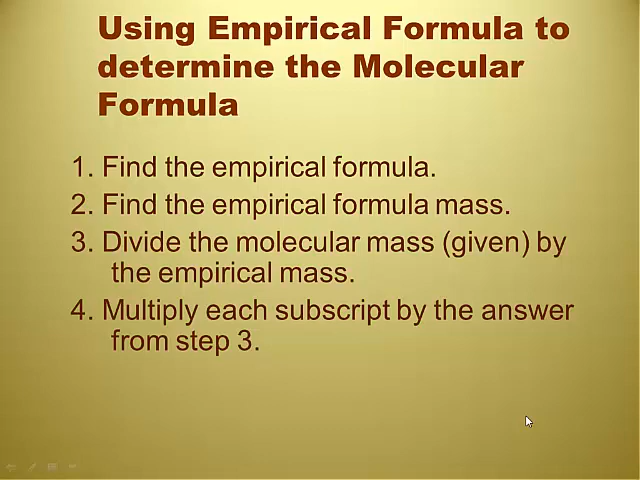 Using Empirical Formula to
determine the Molecular
Formula
1. Find the empirical formula.
2. Find the empirical formula mass.
3. Divide the molecular mass (given) by
the empirical mass.
4. Multiply each subscript by the answer
from step 3.